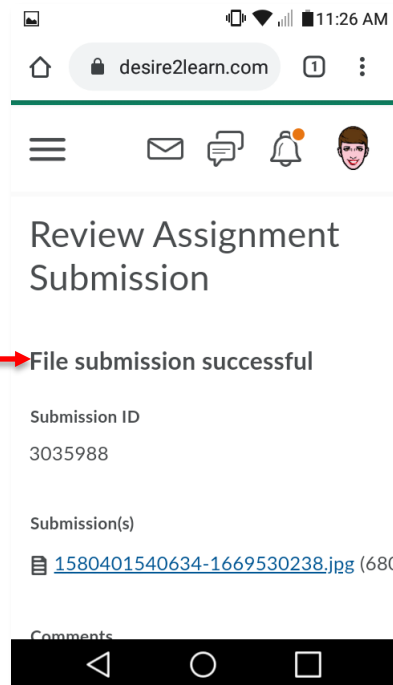 11:26 AM
desire2learn.com 1
Review Assignment
Submission
File submission successful
Submission ID
3035988
Submission(s)
1580401540634-1669530238.jpg (680
Comments